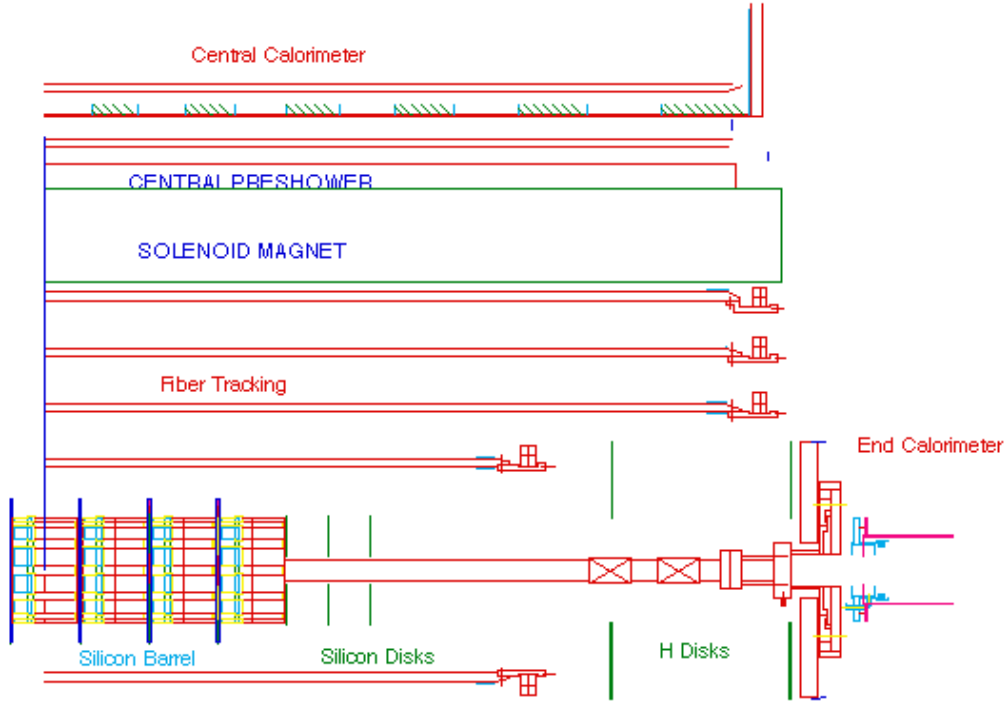 Central Calorimeter
CENTRAL PRESHOWER
SOLENOID MAGNET
Fiber Tracking
End Calorimeter
Silicon Barrel
Silicon Disks
H Disks